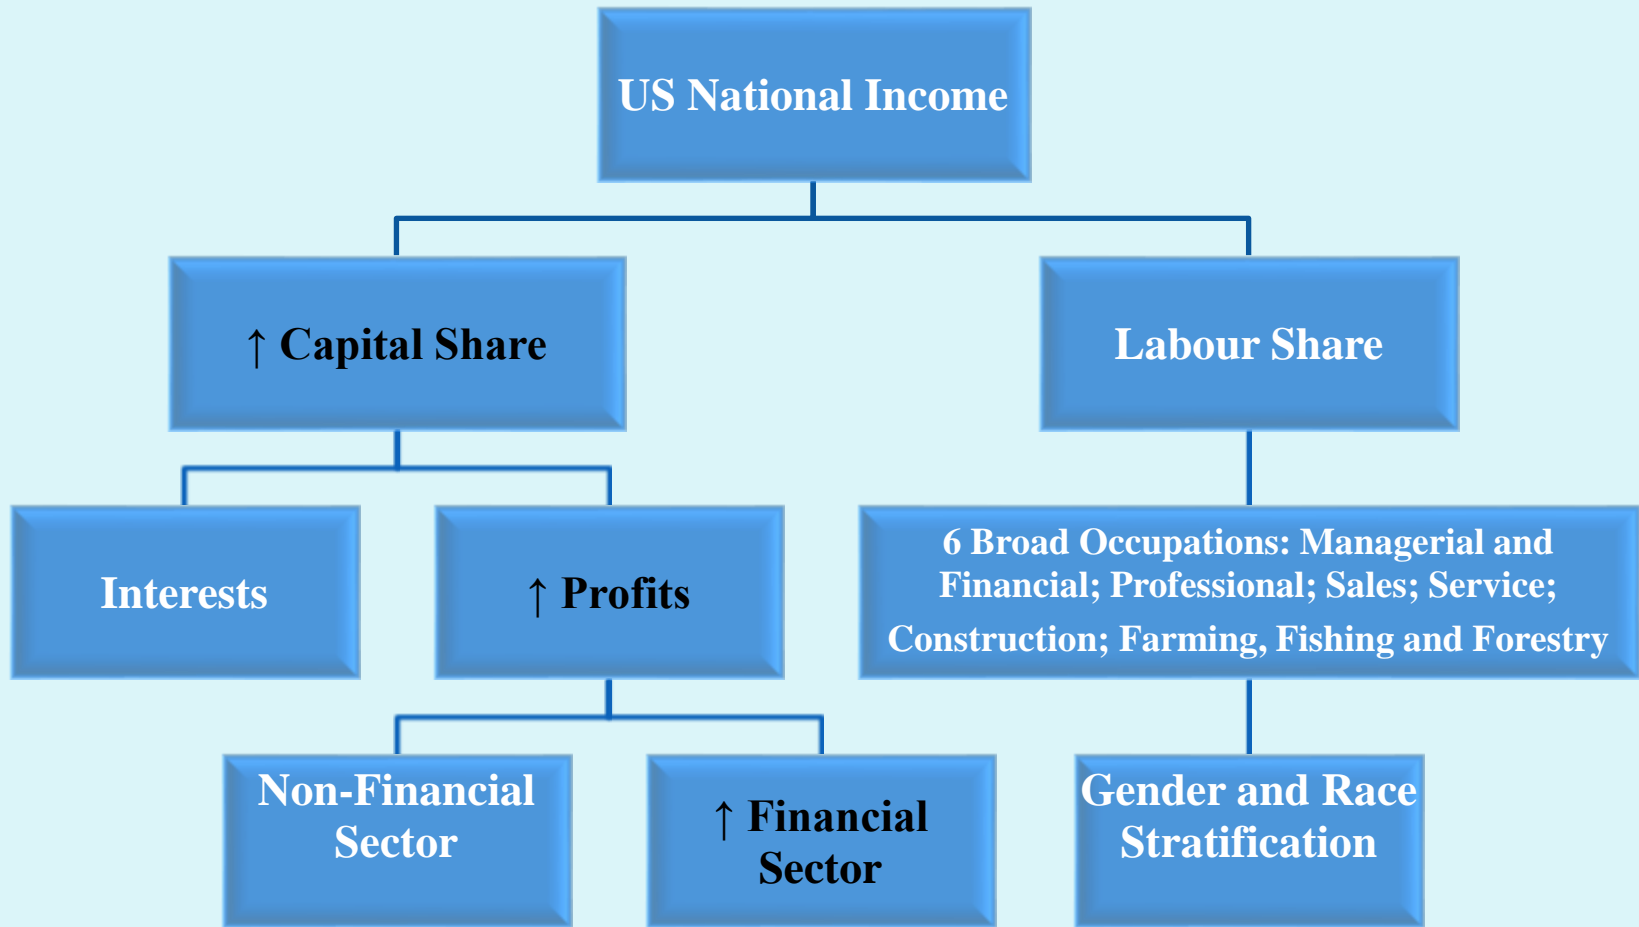 US National Income
↑ Capital Share
Labour Share
Interests
↑ Profits
6 Broad Occupations: Managerial and
Financial; Professional; Sales; Service;
Construction; Farming, Fishing and Forestry
Non-Financial
Sector
↑ Financial
Sector
Gender and Race
Stratification